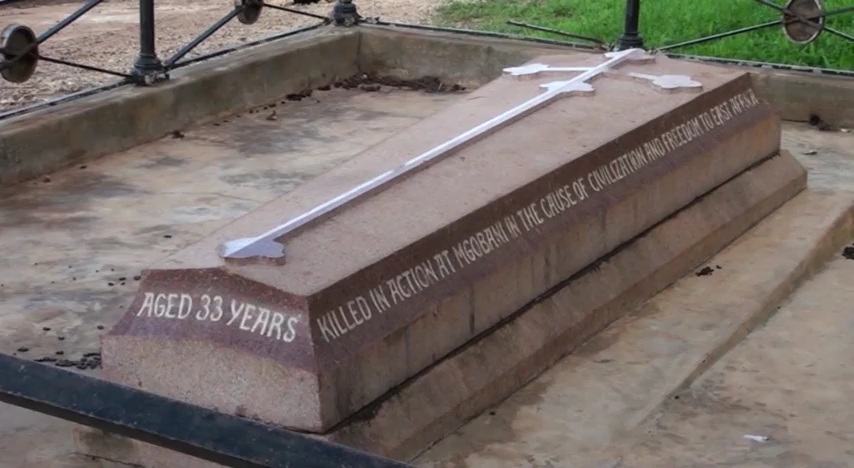 AGED 33 YEARS
KILLED IN ACTION AT MGOBANI IN THE CAUSE OF CIVILIZATION AND FREEDOM TO EAST AFRICA